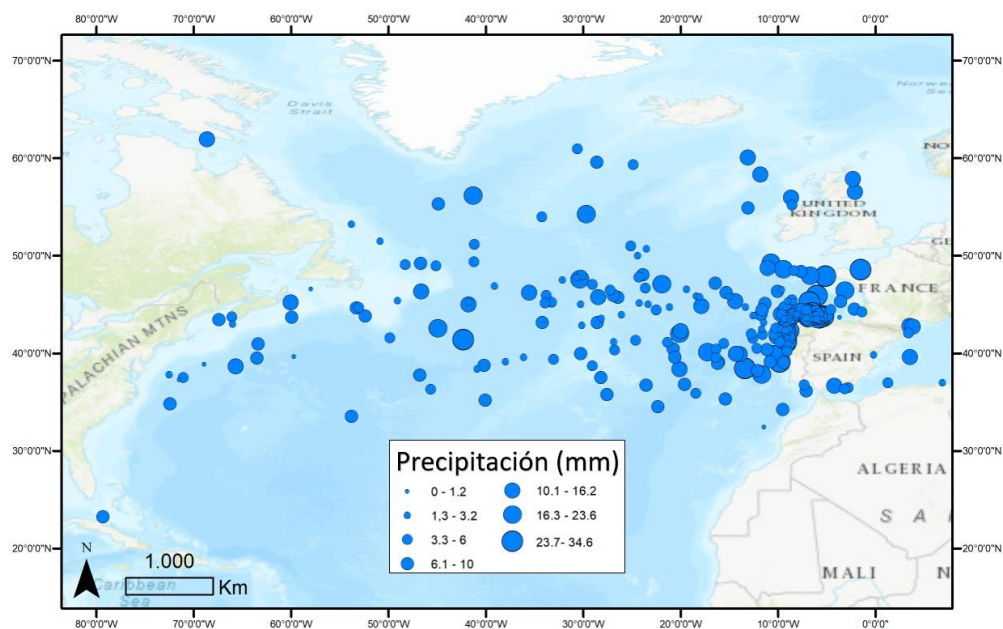 80°0'0"W 70°0'0"W 60°0'0"W 50°0'0"W 40°0'0"W 30°0'0"W 20°0'0"W 10°0'0"W 0°0'0"
70°0'0"N 70°0'0"N
Davis
Strait
60°0'0"N 60°0'0"N
UNITED
KINGDOM
50°0'0"N 50°0'0"N
FRANCE
MTNS
40°0'0"N 40°0'0"N
SPAIN
30°0'0"N 30°0'0"N
ALGERIA
S A
20°0'0"N 20°0'0"N
MALI N
Caribbean
Sea
Precipitación (mm)
0 - 1.2 10.1 - 16.2
1,3 - 3.2 16.3 - 23.6
3.3 - 6 23.7- 34.6
6.1 - 10
N
1.000
Km
80°0'0"W 70°0'0"W 60°0'0"W 50°0'0"W 40°0'0"W 30°0'0"W 20°0'0"W 10°0'0"W 0°0'0"